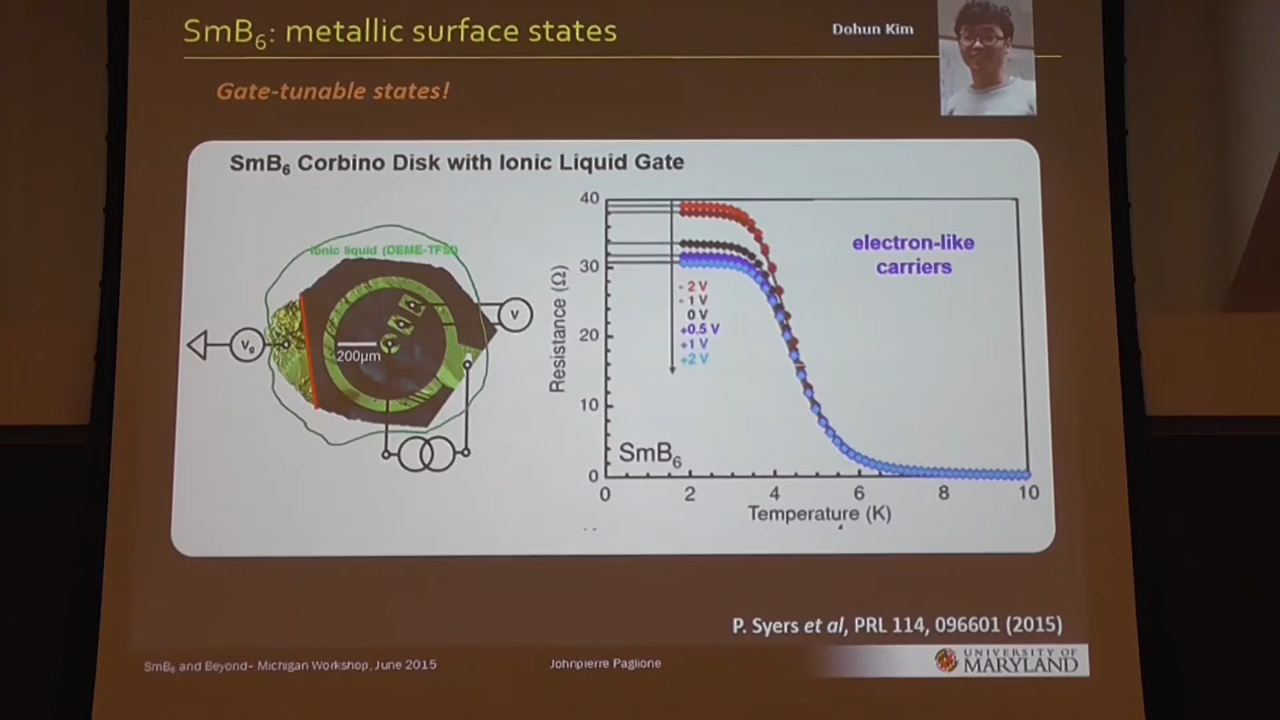 SmB6: metallic surface states
Dohun Kim
Gate-tunable states!
SmB6 Corbino Disk with Ionic Liquid Gate
ionic liquid (DEME-TFSI)
Vg
V
200µm
Resistance (Ω)
40
30
20
10
0
electron-like
carriers
- 2 V
- 1 V
0 V
+0.5 V
+1 V
+2 V
SmB6
0
2
4
6
8
10
Temperature (K)
P. Syers et al, PRL 114, 096601 (2015)
SmB6 and Beyond- Michigan Workshop, June 2015
Johnpierre Paglione
UNIVERSITY OF
MARYLAND